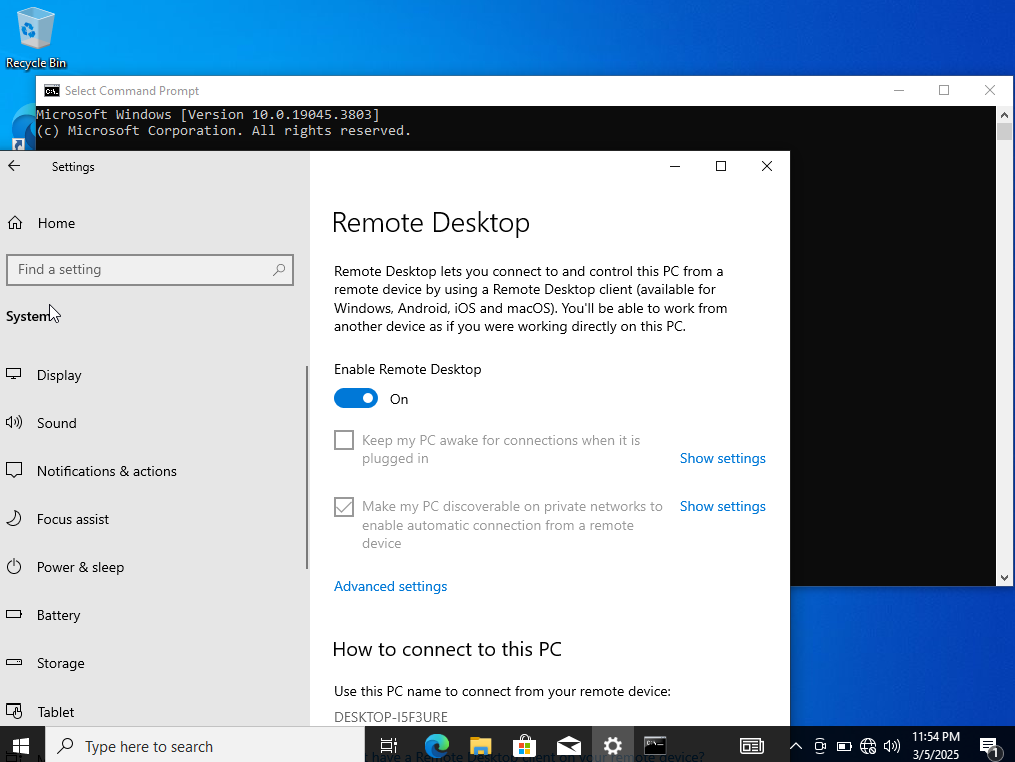 Recycle Bin
Select Command Prompt
Microsoft Windows [Version 10.0.19045.3803]
(c) Microsoft Corporation. All rights reserved.
Settings
Home
Find a setting
System
Display
Sound
Notifications & actions
Focus assist
Power & sleep
Battery
Storage
Tablet
Remote Desktop
Remote Desktop lets you connect to and control this PC from a
remote device by using a Remote Desktop client (available for
Windows, Android, iOS and macOS). You'll be able to work from
another device as if you were working directly on this PC.
Enable Remote Desktop
On
Keep my PC awake for connections when it is
plugged in
Show settings
Make my PC discoverable on private networks to
enable automatic connection from a remote
device
Show settings
Advanced settings
How to connect to this PC
Use this PC name to connect from your remote device:
DESKTOP-I5F3URE
have a Remote Desktop client on your remote device?
Type here to search
11:54 PM
3/5/2025
1